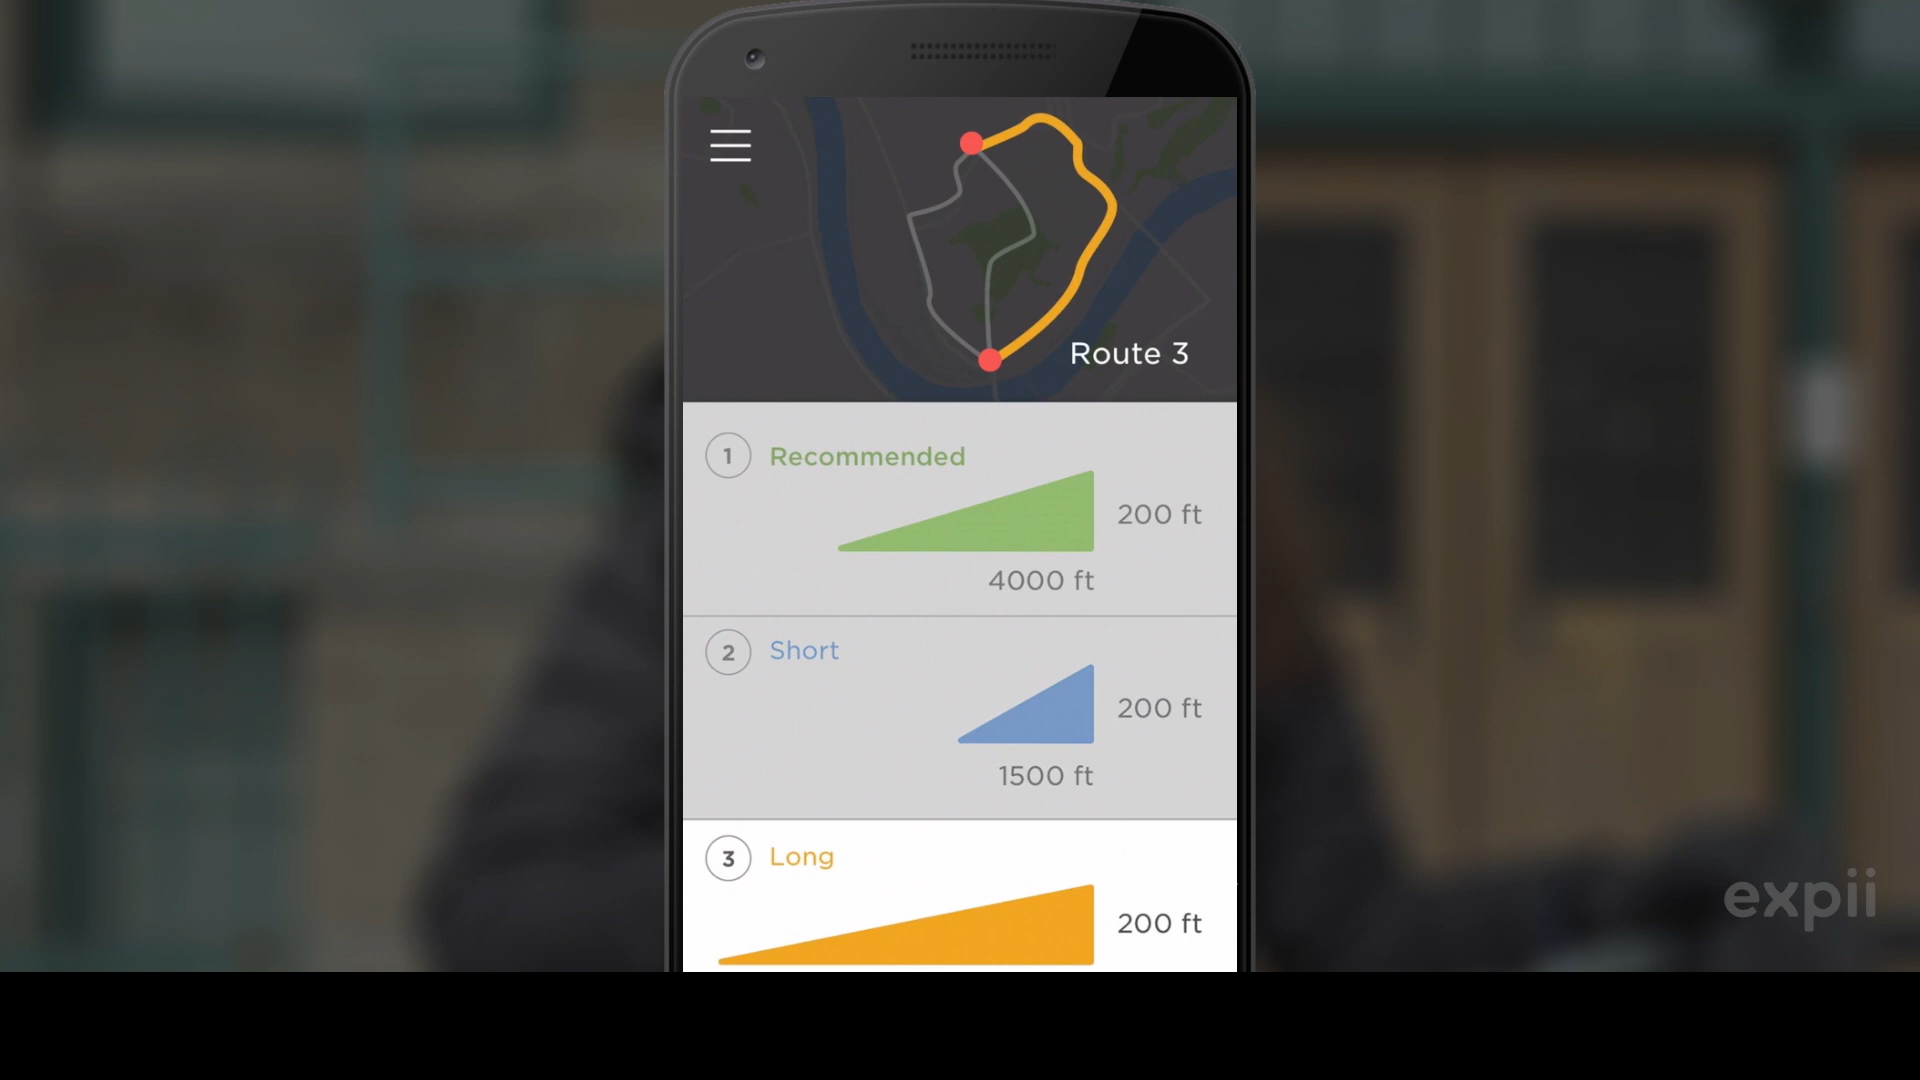 Route 3
1 Recommended
200 ft
4000 ft
2 Short
200 ft
1500 ft
3 Long
200 ft
expii